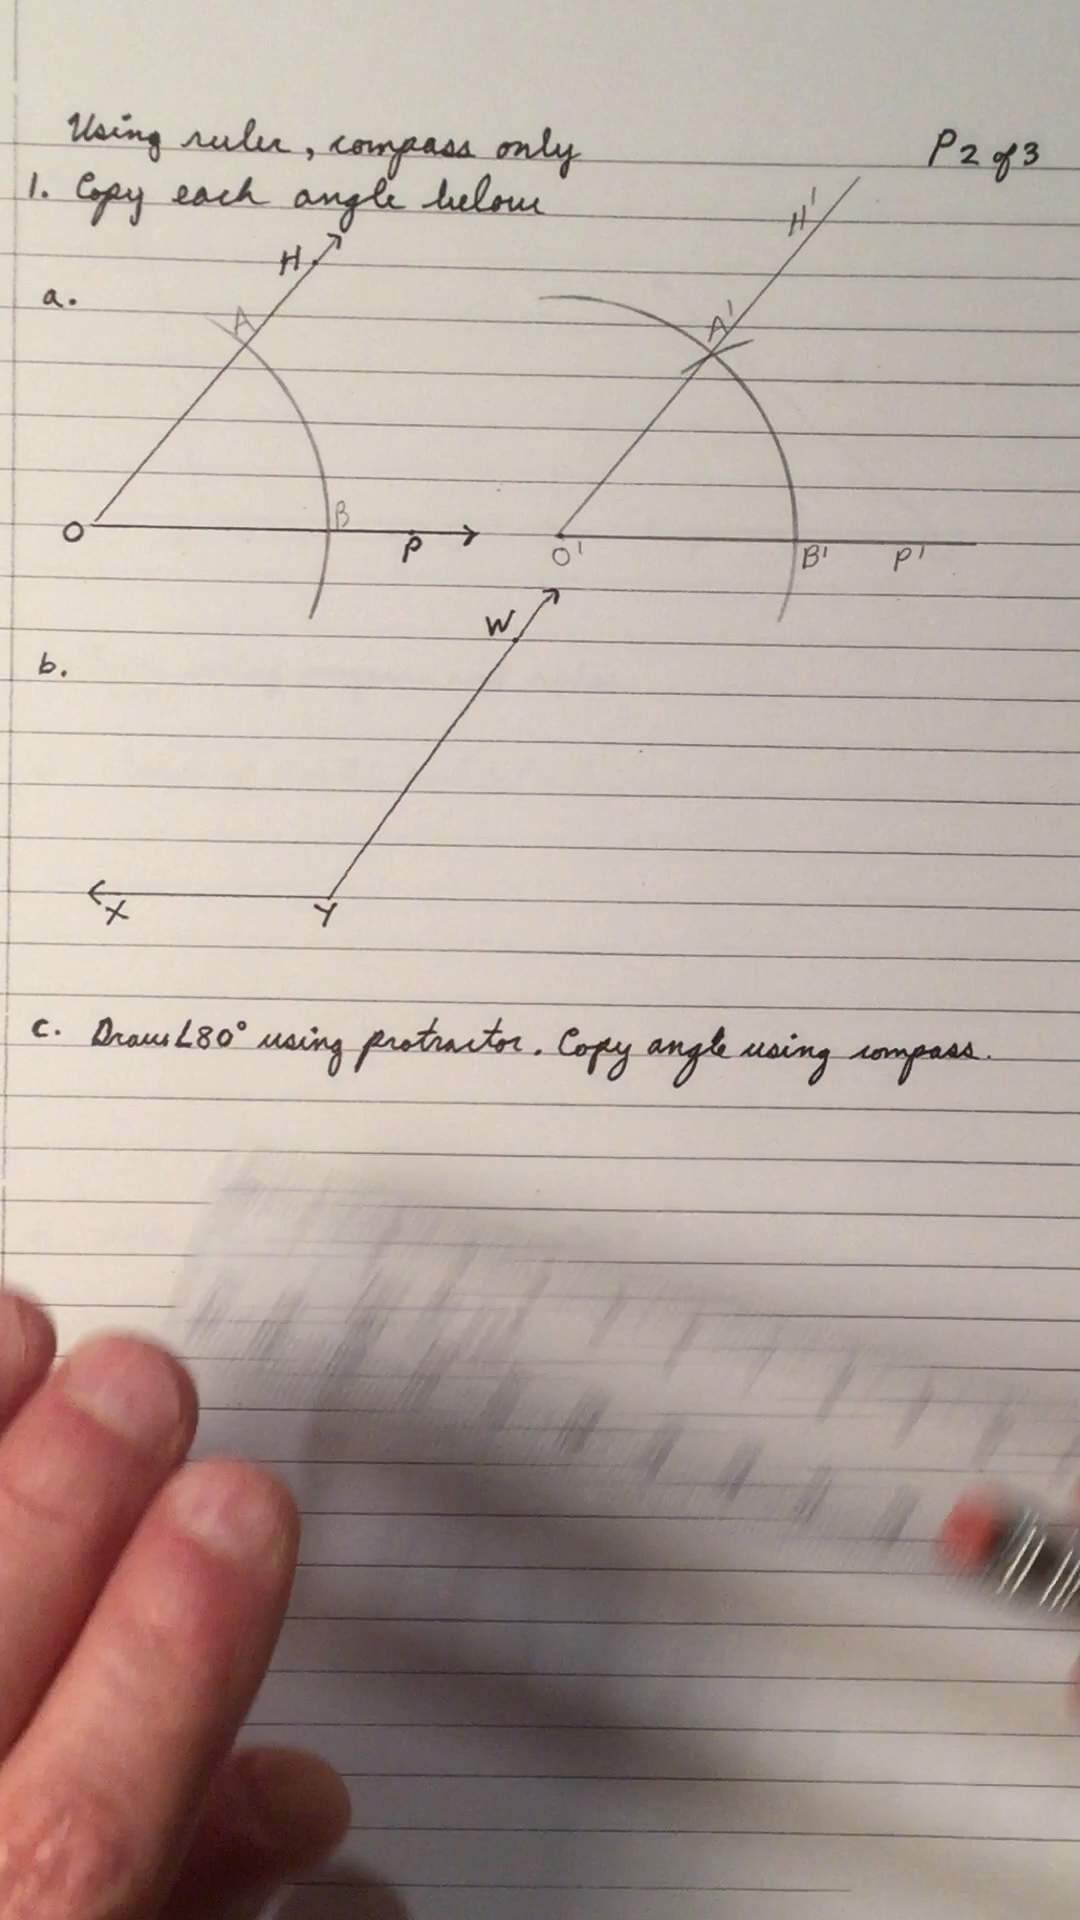 Using ruler, compass only
P2 of 3
1. Copy each angle below
H'
H
a.
A
A'
B
O
P
O'
B'
P'
W
b.
X
Y
c. Draw ∠80° using protractor. Copy angle using compass.